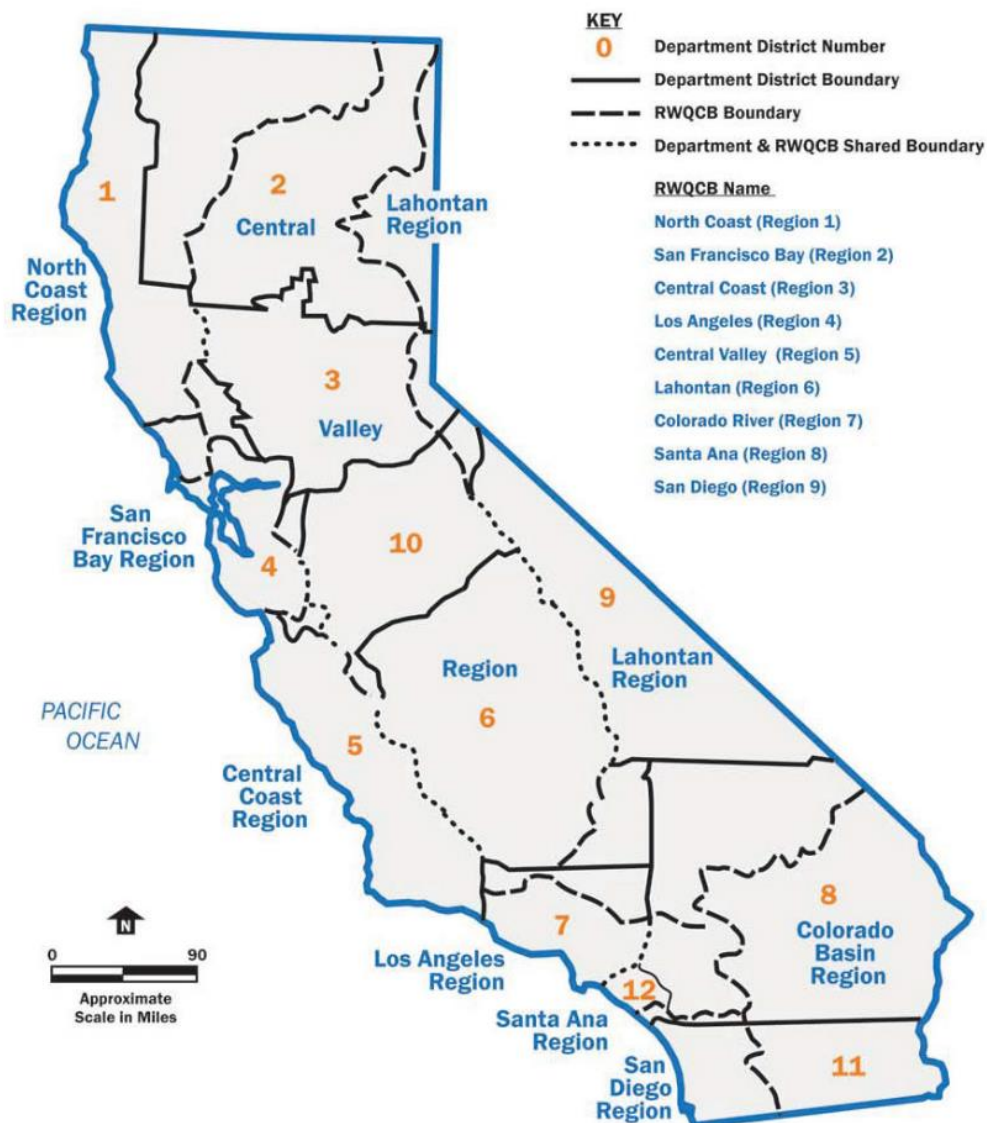 KEY
0 Department District Number
Department District Boundary
RWQCB Boundary
Department & RWQCB Shared Boundary
RWQCB Name
North Coast (Region 1)
San Francisco Bay (Region 2)
Central Coast (Region 3)
Los Angeles (Region 4)
Central Valley (Region 5)
Lahontan (Region 6)
Colorado River (Region 7)
Santa Ana (Region 8)
San Diego (Region 9)
1
2
Central
Lahontan
Region
North
Coast
Region
3
Valley
San
Francisco
Bay Region
4
10
9
Lahontan
Region
Region
6
PACIFIC
OCEAN
5
Central
Coast
Region
8
Colorado
Basin
Region
7
Los Angeles
Region
12
Santa Ana
Region
San
Diego
Region
11
N
0 90
Approximate
Scale in Miles